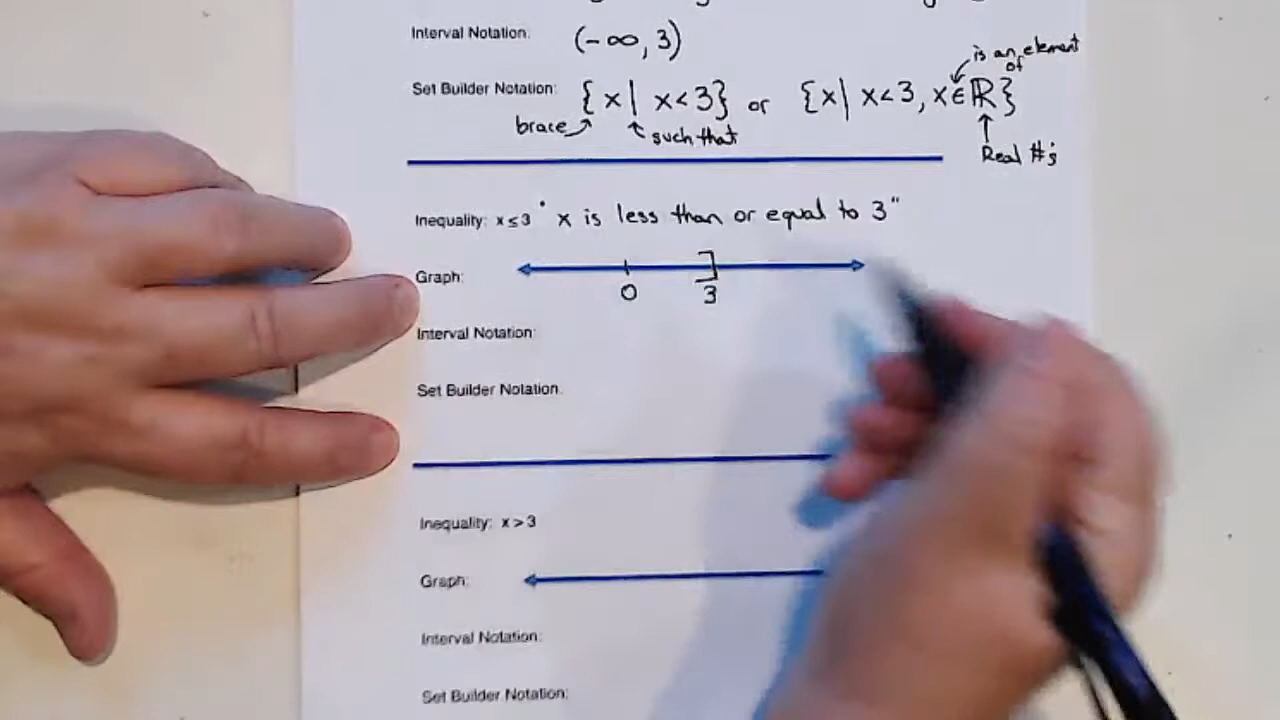 Interval Notation: (-∞, 3)
is an element of
Set Builder Notation: {x| x<3} or {x| x<3, x∈ℝ}
brace such that
Real #'s
Inequality: x ≤ 3 "x is less than or equal to 3"
Graph:
0 ] 3
Interval Notation:
Set Builder Notation:
Inequality: x > 3
Graph:
Interval Notation:
Set Builder Notation: